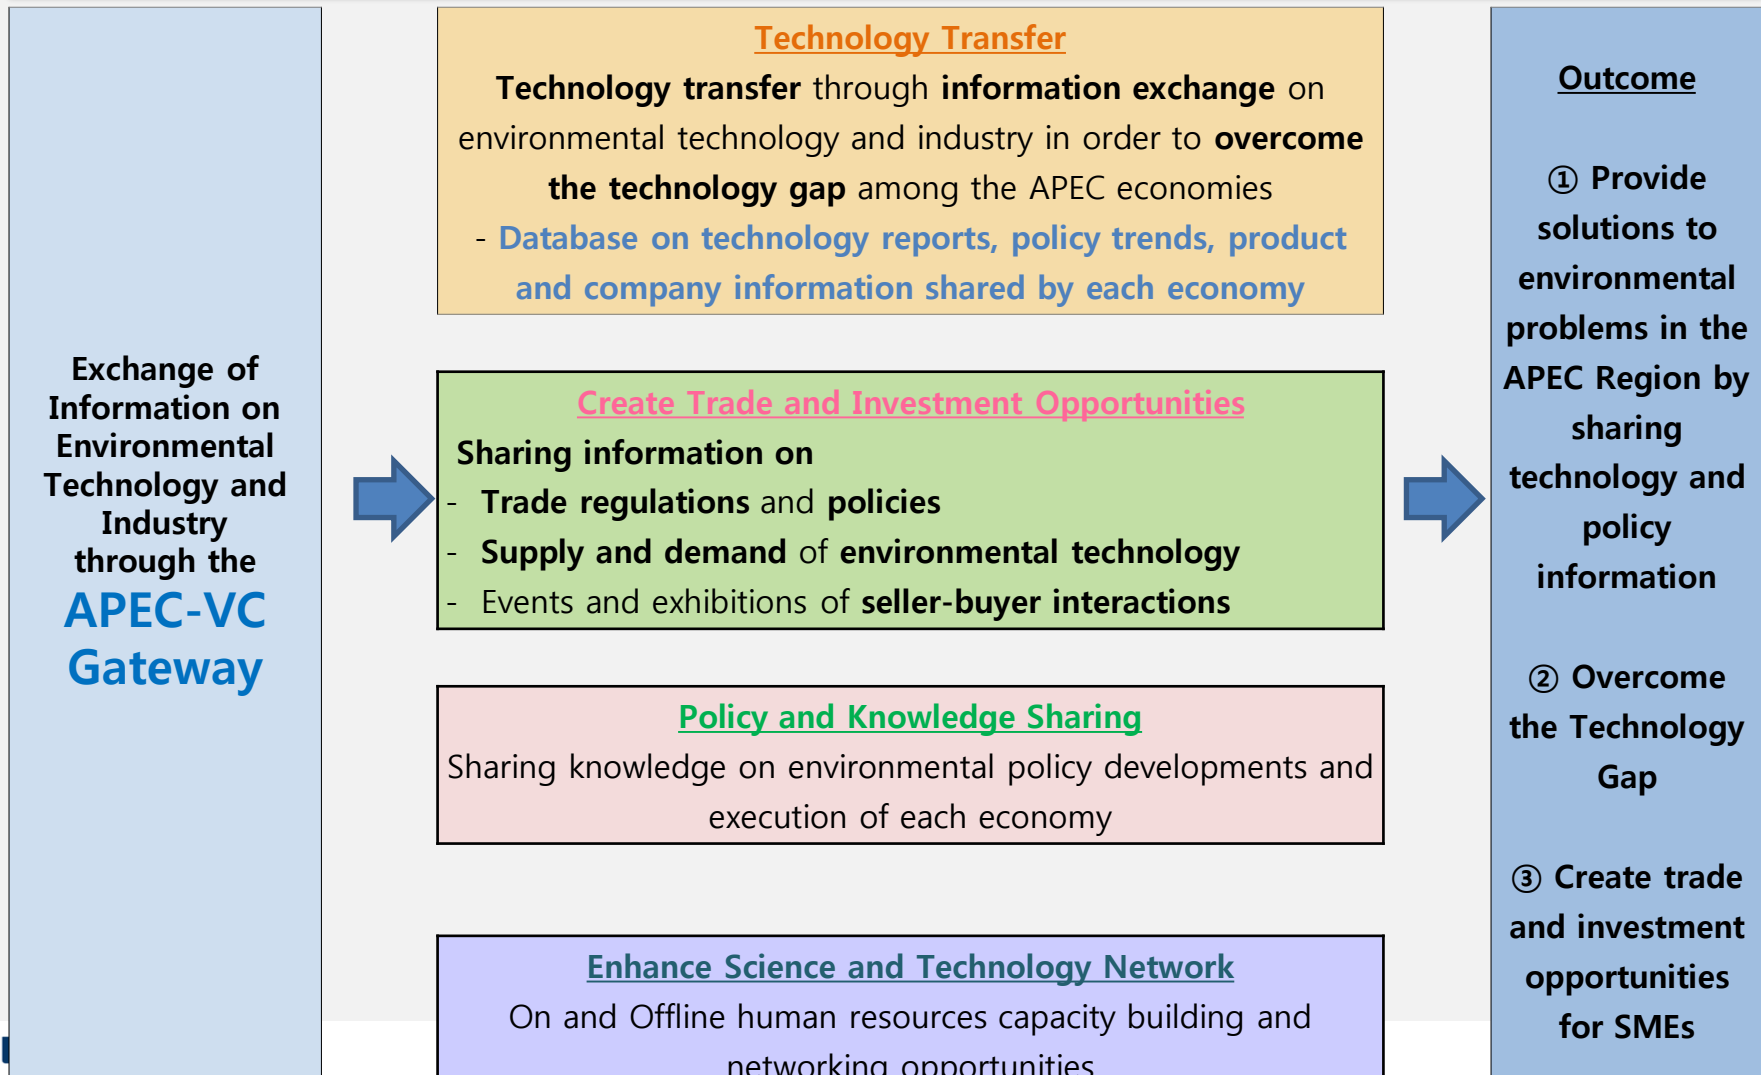 Exchange of
Information on
Environmental
Technology and
Industry
through the
APEC-VC
Gateway
Technology Transfer
Technology transfer through information exchange on
environmental technology and industry in order to overcome
the technology gap among the APEC economies
- Database on technology reports, policy trends, product
and company information shared by each economy
Create Trade and Investment Opportunities
Sharing information on
- Trade regulations and policies
- Supply and demand of environmental technology
- Events and exhibitions of seller-buyer interactions
Policy and Knowledge Sharing
Sharing knowledge on environmental policy developments and
execution of each economy
Enhance Science and Technology Network
On and Offline human resources capacity building and
networking opportunities
Outcome
① Provide
solutions to
environmental
problems in the
APEC Region by
sharing
technology and
policy
information
② Overcome
the Technology
Gap
③ Create trade
and investment
opportunities
for SMEs